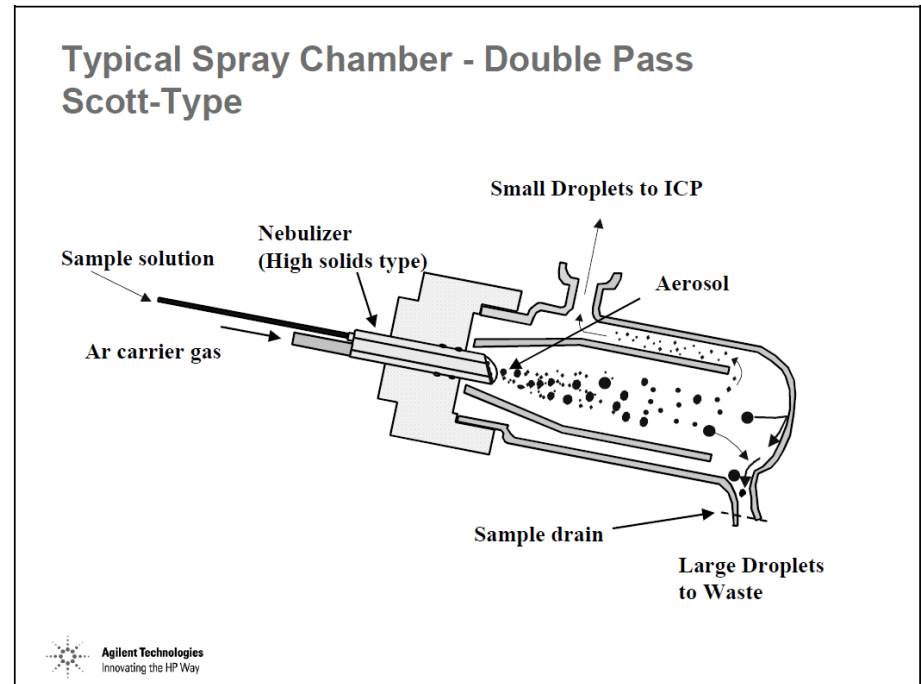 Typical Spray Chamber - Double Pass
Scott-Type
Small Droplets to ICP
Nebulizer
(High solids type)
Sample solution
Aerosol
Ar carrier gas
Sample drain
Large Droplets
to Waste
Agilent Technologies
Innovating the HP Way